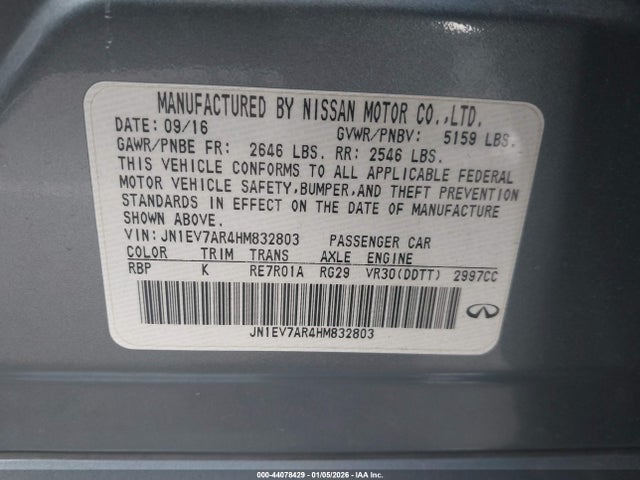 MANUFACTURED BY NISSAN MOTOR CO.,LTD.
DATE: 09/16 GVWR/PNBV: 5159 LBS.
GAWR/PNBE FR: 2646 LBS. RR: 2546 LBS.
THIS VEHICLE CONFORMS TO ALL APPLICABLE FEDERAL
MOTOR VEHICLE SAFETY,BUMPER,AND THEFT PREVENTION
STANDARDS IN EFFECT ON THE DATE OF MANUFACTURE
SHOWN ABOVE.
VIN:JN1EV7AR4HM832803 PASSENGER CAR
COLOR TRIM TRANS AXLE ENGINE
RBP K RE7R01A RG29 VR30(DDTT) 2997CC
JN1EV7AR4HM832803
000-44078429 - 01/05/2026 - IAA Inc.